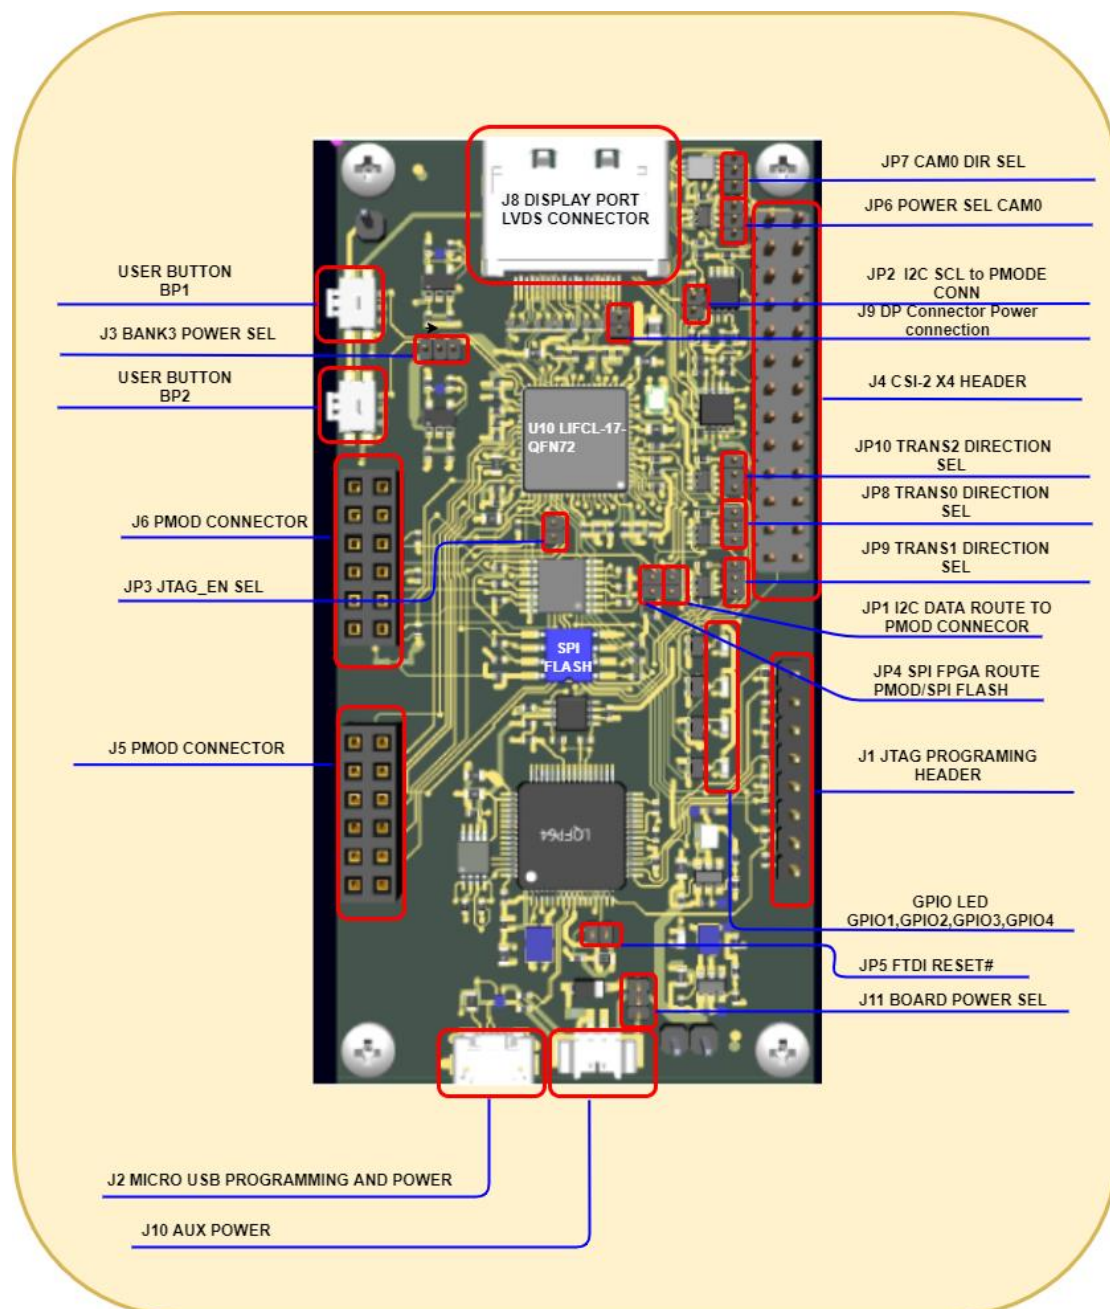 J8 DISPLAY PORT
LVDS CONNECTOR
JP7 CAM0 DIR SEL
JP6 POWER SEL CAM0
USER BUTTON
BP1
JP2 I2C SCL to PMODE
CONN
J9 DP Connector Power
connection
J3 BANK3 POWER SEL
USER BUTTON
BP2
J4 CSI-2 X4 HEADER
U10 LIFCL-17-
QFN72
JP10 TRANS2 DIRECTION
SEL
JP8 TRANS0 DIRECTION
SEL
J6 PMOD CONNECTOR
JP9 TRANS1 DIRECTION
SEL
JP3 JTAG_EN SEL
JP1 I2C DATA ROUTE TO
PMOD CONNECOR
SPI
FLASH
JP4 SPI FPGA ROUTE
PMOD/SPI FLASH
J5 PMOD CONNECTOR
J1 JTAG PROGRAMING
HEADER
LQFP64
GPIO LED
GPIO1,GPIO2,GPIO3,GPIO4
JP5 FTDI RESET#
J11 BOARD POWER SEL
J2 MICRO USB PROGRAMMING AND POWER
J10 AUX POWER